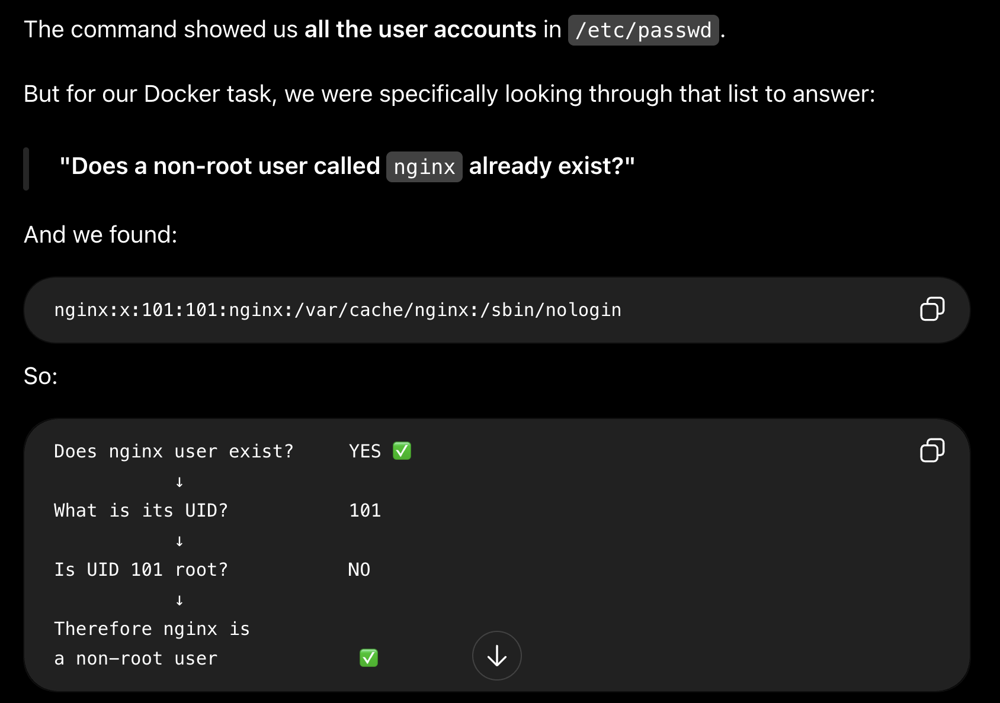 The command showed us all the user accounts in /etc/passwd.
But for our Docker task, we were specifically looking through that list to answer:
"Does a non-root user called nginx already exist?"
And we found:
nginx:x:101:101:nginx:/var/cache/nginx:/sbin/nologin
So:
Does nginx user exist?     YES ✅
↓
What is its UID?           101
↓
Is UID 101 root?           NO
↓
Therefore nginx is
a non-root user            ✅